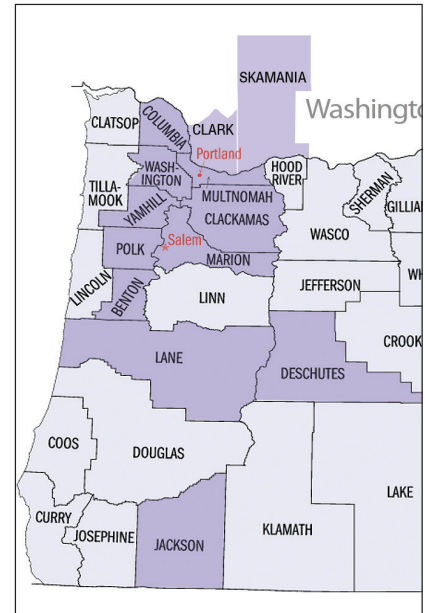 SKAMANIA
Washingto
CLATSOP
COLUMBIA
CLARK
Portland
WASH-
INGTON
HOOD
RIVER
SHERMAN
GILLIA
TILLA-
MOOK
YAMHILL
MULTNOMAH
CLACKAMAS
WASCO
POLK
Salem
MARION
LINCOLN
BENTON
LINN
JEFFERSON
WH
CROOK
LANE
DESCHUTES
COOS
DOUGLAS
CURRY
JOSEPHINE
JACKSON
KLAMATH
LAKE